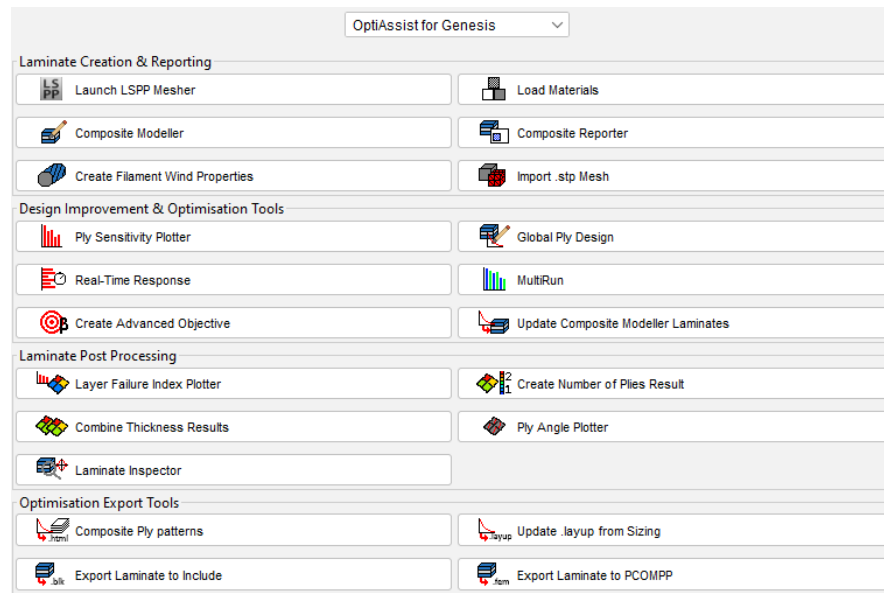 OptiAssist for Genesis
Laminate Creation & Reporting
LS PP Launch LSPP Mesher
Load Materials
Composite Modeller
Composite Reporter
Create Filament Wind Properties
Import .stp Mesh
Design Improvement & Optimisation Tools
Ply Sensitivity Plotter
Global Ply Design
Real-Time Response
MultiRun
β Create Advanced Objective
Update Composite Modeller Laminates
Laminate Post Processing
Layer Failure Index Plotter
2 1 Create Number of Plies Result
Combine Thickness Results
Ply Angle Plotter
Laminate Inspector
Optimisation Export Tools
.html Composite Ply patterns
.layup Update .layup from Sizing
.blk Export Laminate to Include
.fem Export Laminate to PCOMPP